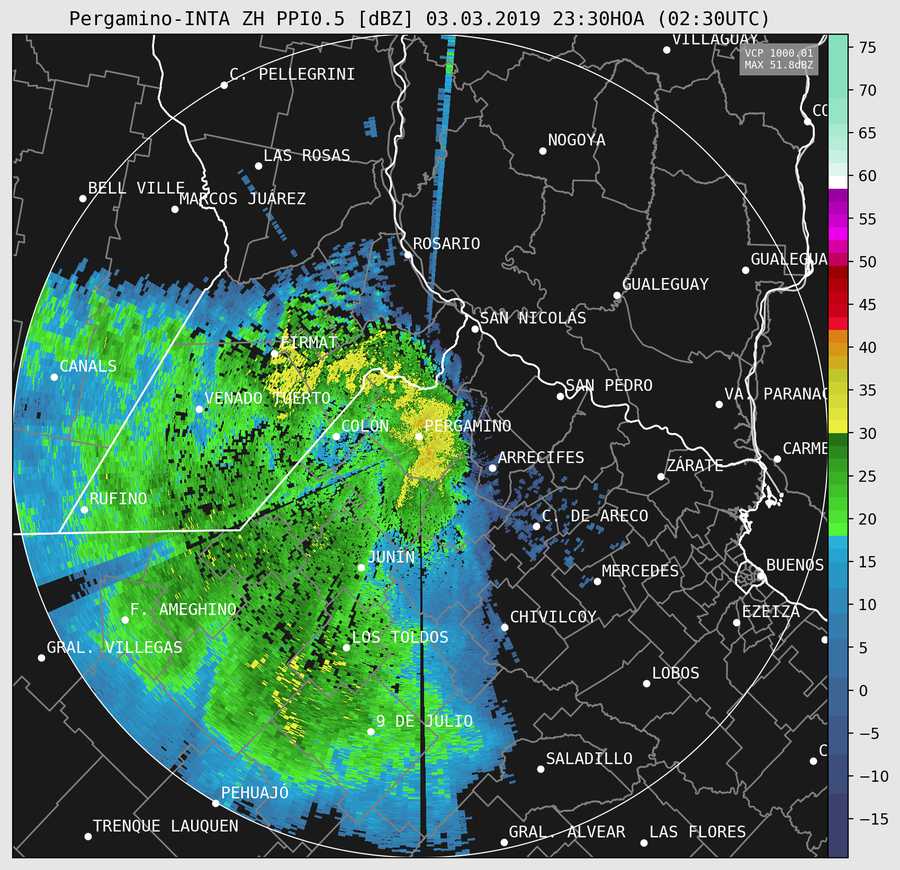 Pergamino-INTA ZH PPI0.5 [dBZ] 03.03.2019 23:30HOA (02:30UTC)
VILLAGUAY
VCP 1000.01
MAX 51.8dBZ
C. PELLEGRINI
CO
NOGOYA
LAS ROSAS
BELL VILLE
MARCOS JUÁREZ
ROSARIO
GUALEGUA
GUALEGUAY
SAN NICOLÁS
FIRMAT
CANALS
SAN PEDRO
VENADO TUERTO
VA. PARANAC
COLÓN
PERGAMINO
CARME
ARRECIFES
ZÁRATE
RUFINO
C. DE ARECO
JUNÍN
BUENOS
MERCEDES
F. AMEGHINO
CHIVILCOY
EZEIZA
GRAL. VILLEGAS
LOS TOLDOS
LOBOS
9 DE JULIO
SALADILLO
C
PEHUAJÓ
TRENQUE LAUQUEN
GRAL. ALVEAR
LAS FLORES
75
70
65
60
55
50
45
40
35
30
25
20
15
10
5
0
−5
−10
−15